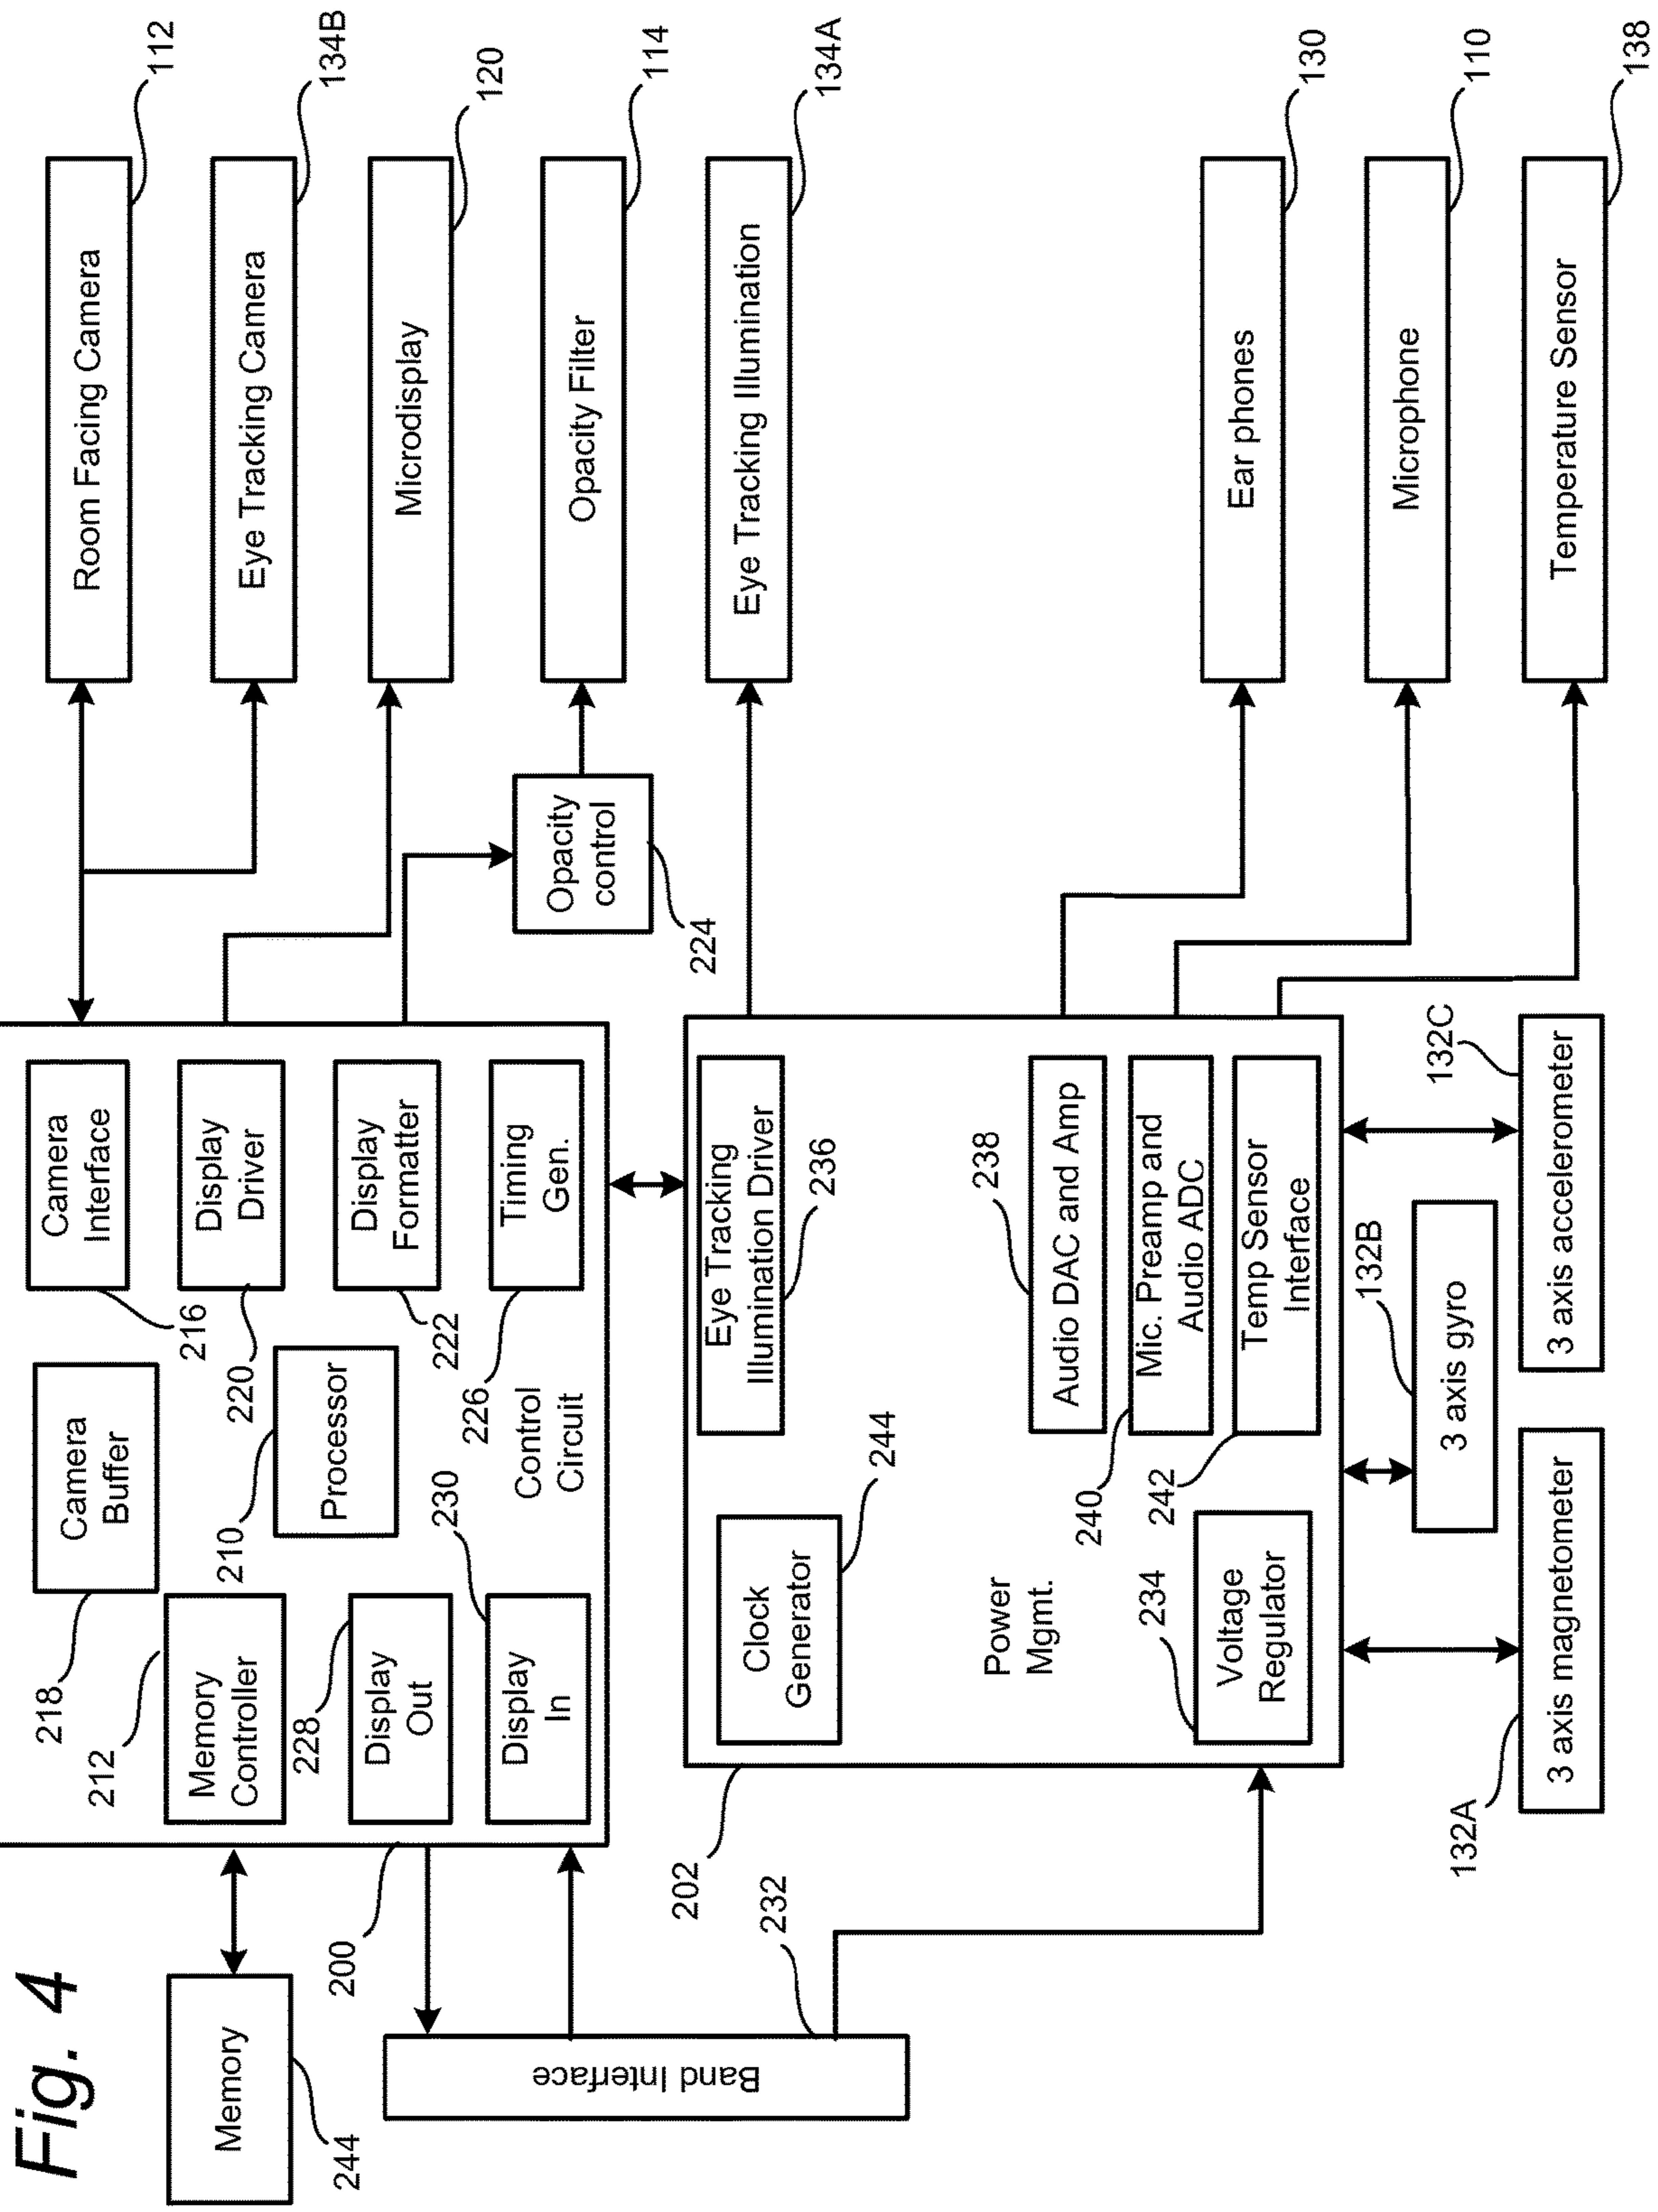 Fig. 4
Memory
244
Band Interface
232
200
202
Memory
Controller
212
Camera
Buffer
218
Camera
Interface
216
Processor
210
Display
Driver
220
Display
Out
228
Display
Formatter
222
Display
In
230
Control
Circuit
Timing
Gen.
226
Room Facing Camera
112
Eye Tracking Camera
134B
Microdisplay
120
Opacity
control
224
Opacity Filter
114
Eye Tracking Illumination
134A
Clock
Generator
244
Eye Tracking
Illumination Driver
236
Power
Mgmt.
Audio DAC and Amp
238
Mic. Preamp and
Audio ADC
240
Voltage
Regulator
234
Temp Sensor
Interface
242
Ear phones
130
Microphone
110
Temperature Sensor
138
3 axis magnetometer
132A
3 axis gyro
132B
3 axis accelerometer
132C